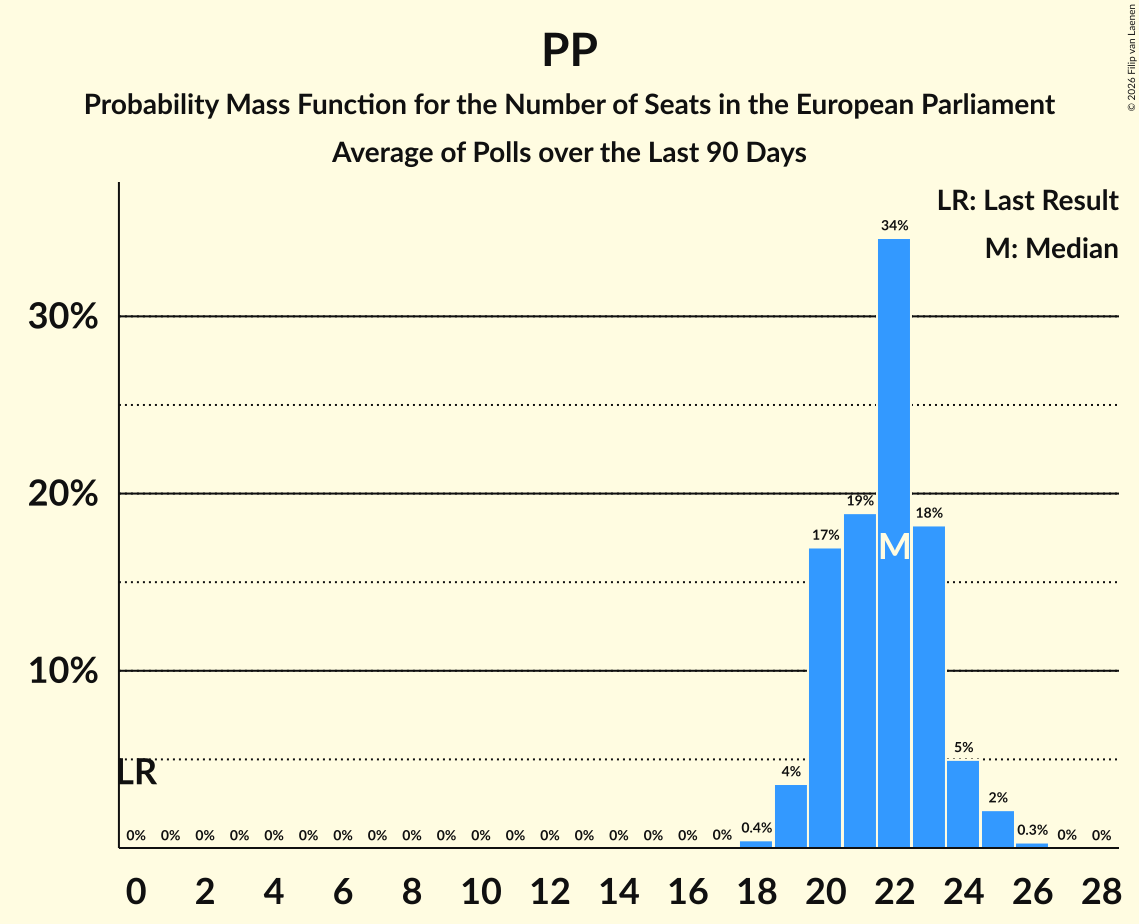 PP
Probability Mass Function for the Number of Seats in the European Parliament
Average of Polls over the Last 90 Days
© 2026 Filip van Laenen
LR: Last Result
M: Median
34%
30%
20%
19%
18%
17%
M
10%
5%
LR
4%
2%
0% 0% 0% 0% 0% 0% 0% 0% 0% 0% 0% 0% 0% 0% 0% 0% 0% 0% 0.4% 0.3% 0% 0%
0 2 4 6 8 10 12 14 16 18 20 22 24 26 28